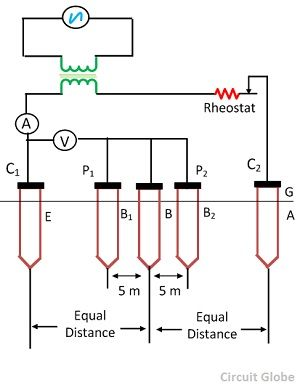 Rheostat
A
V
C1
P1
P2
C2
G
E
B1
B
B2
A
5 m
5 m
Equal
Distance
Equal
Distance
Circuit Globe